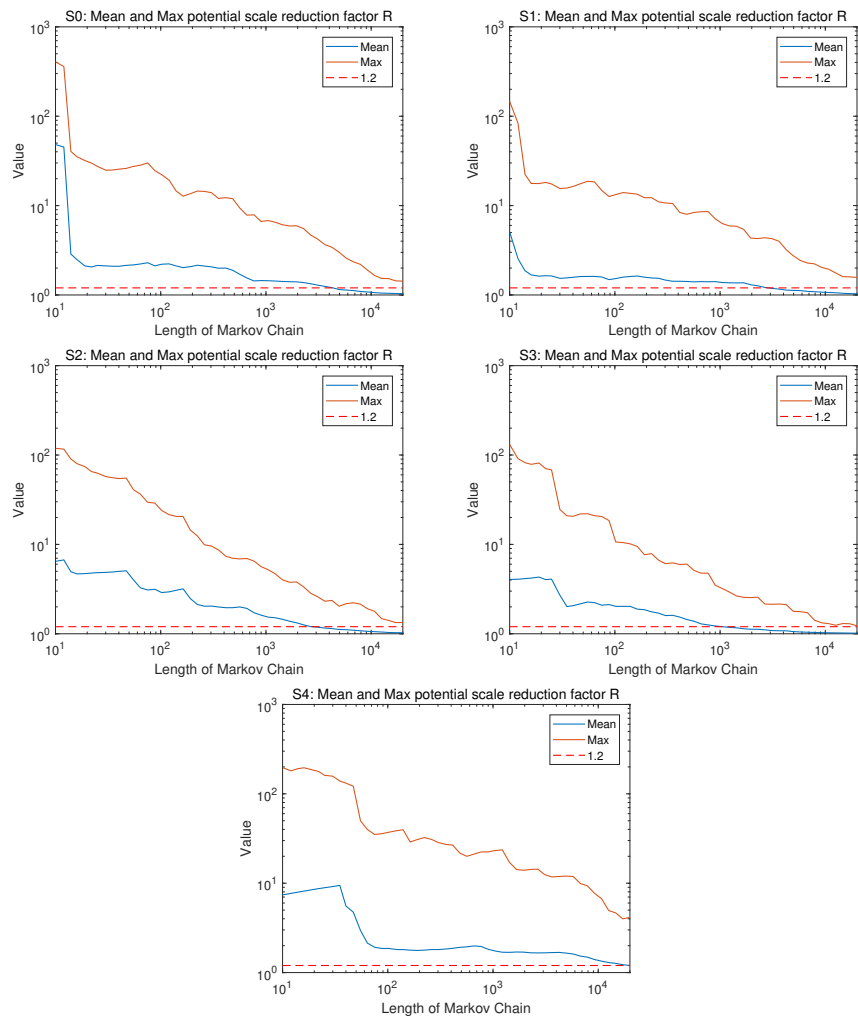 S0: Mean and Max potential scale reduction factor R
10^3
10^2
10^1
10^0
Value
Mean
Max
1.2
10^1
10^2
10^3
10^4
Length of Markov Chain
S1: Mean and Max potential scale reduction factor R
10^3
10^2
10^1
10^0
Value
Mean
Max
1.2
10^1
10^2
10^3
10^4
Length of Markov Chain
S2: Mean and Max potential scale reduction factor R
10^3
10^2
10^1
10^0
Value
Mean
Max
1.2
10^1
10^2
10^3
10^4
Length of Markov Chain
S3: Mean and Max potential scale reduction factor R
10^3
10^2
10^1
10^0
Value
Mean
Max
1.2
10^1
10^2
10^3
10^4
Length of Markov Chain
S4: Mean and Max potential scale reduction factor R
10^3
10^2
10^1
10^0
Value
Mean
Max
1.2
10^1
10^2
10^3
10^4
Length of Markov Chain